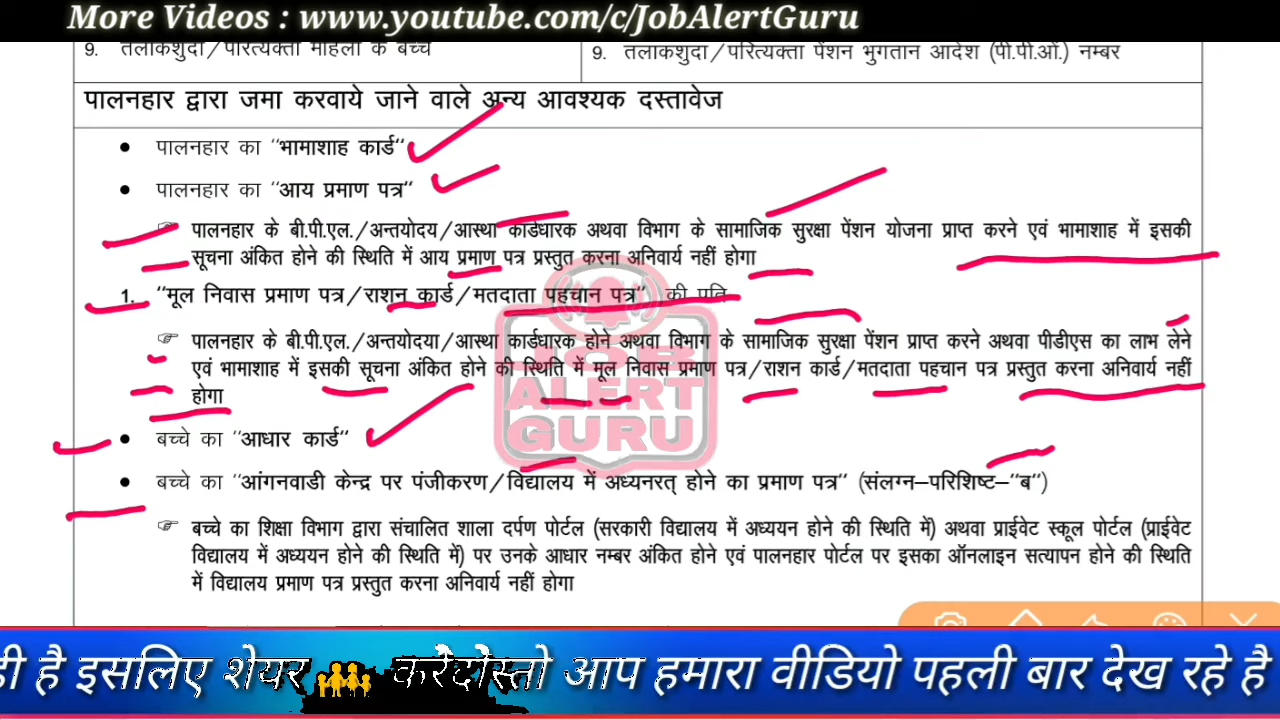 More Videos : www.youtube.com/c/JobAlertGuru
9. तलाकशुदा/परित्यक्ता महिला के बच्चे
9. तलाकशुदा/परित्यक्ता पेंशन भुगतान आदेश (पी.पी.ओ.) नम्बर
पालनहार द्वारा जमा करवाये जाने वाले अन्य आवश्यक दस्तावेज
• पालनहार का "भामाशाह कार्ड"
• पालनहार का "आय प्रमाण पत्र"
☞ पालनहार के बी.पी.एल./अन्तयोदय/आस्था कार्डधारक अथवा विभाग के सामाजिक सुरक्षा पेंशन योजना प्राप्त करने एवं भामाशाह में इसकी
सूचना अंकित होने की स्थिति में आय प्रमाण पत्र प्रस्तुत करना अनिवार्य नहीं होगा
1. "मूल निवास प्रमाण पत्र/राशन कार्ड/मतदाता पहचान पत्र" की प्रति
☞ पालनहार के बी.पी.एल./अन्तयोदया/आस्था कार्डधारक होने अथवा विभाग के सामाजिक सुरक्षा पेंशन प्राप्त करने अथवा पीडीएस का लाभ लेने
एवं भामाशाह में इसकी सूचना अंकित होने की स्थिति में मूल निवास प्रमाण पत्र/राशन कार्ड/मतदाता पहचान पत्र प्रस्तुत करना अनिवार्य नहीं
होगा
JOB
ALERT
GURU
• बच्चे का "आधार कार्ड"
• बच्चे का "आंगनवाडी केन्द्र पर पंजीकरण/विद्यालय में अध्यनरत् होने का प्रमाण पत्र" (संलग्न–परिशिष्ट–"ब")
☞ बच्चे का शिक्षा विभाग द्वारा संचालित शाला दर्पण पोर्टल (सरकारी विद्यालय में अध्ययन होने की स्थिति में) अथवा प्राईवेट स्कूल पोर्टल (प्राईवेट
विद्यालय में अध्ययन होने की स्थिति में) पर उनके आधार नम्बर अंकित होने एवं पालनहार पोर्टल पर इसका ऑनलाइन सत्यापन होने की स्थिति
में विद्यालय प्रमाण पत्र प्रस्तुत करना अनिवार्य नहीं होगा
है इसलिए शेयर 👪 करे दोस्तो आप हमारा वीडियो पहली बार देख रहे है